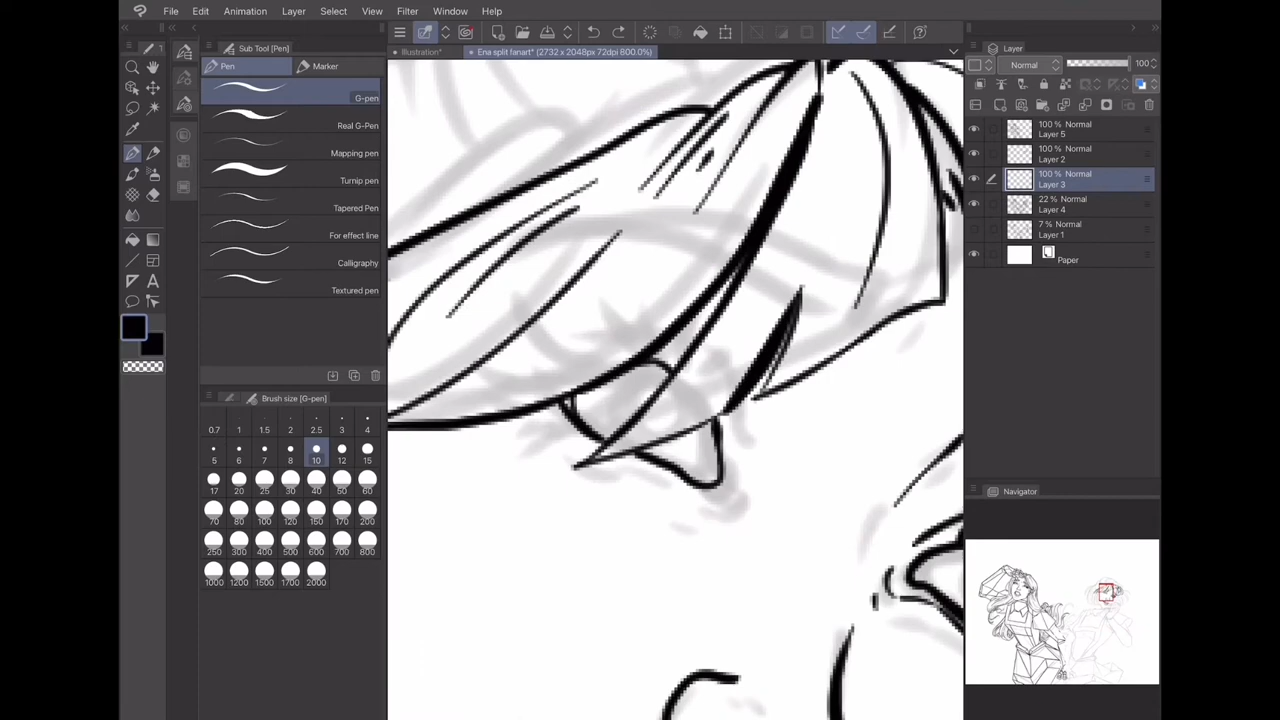 File Edit Animation Layer Select View Filter Window Help
Illustration* Ena split fanart* (2732 x 2048px 72dpi 800.0%)
Sub Tool [Pen]
Pen Marker
G-pen
Real G-Pen
Mapping pen
Turnip pen
Tapered Pen
For effect line
Calligraphy
Textured pen
Brush size [G-pen]
0.7 1 1.5 2 2.5 3 4
5 6 7 8 10 12 15
17 20 25 30 40 50 60
70 80 100 120 150 170 200
250 300 400 500 600 700 800
1000 1200 1500 1700 2000
Layer
Normal 100
100 % Normal
Layer 5
100 % Normal
Layer 2
100 % Normal
Layer 3
22 % Normal
Layer 4
7 % Normal
Layer 1
Paper
Navigator